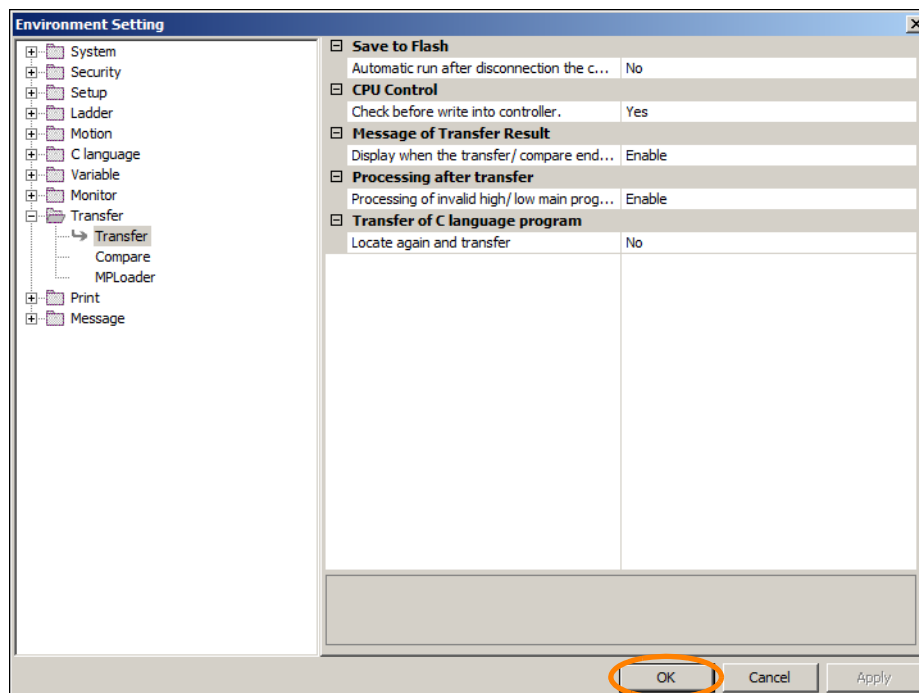 Environment Setting
System
Security
Setup
Ladder
Motion
C language
Variable
Monitor
Transfer
Transfer
Compare
MPLoader
Print
Message
Save to Flash
Automatic run after disconnection the c... No
CPU Control
Check before write into controller. Yes
Message of Transfer Result
Display when the transfer/ compare end... Enable
Processing after transfer
Processing of invalid high/ low main prog... Enable
Transfer of C language program
Locate again and transfer No
OK Cancel Apply